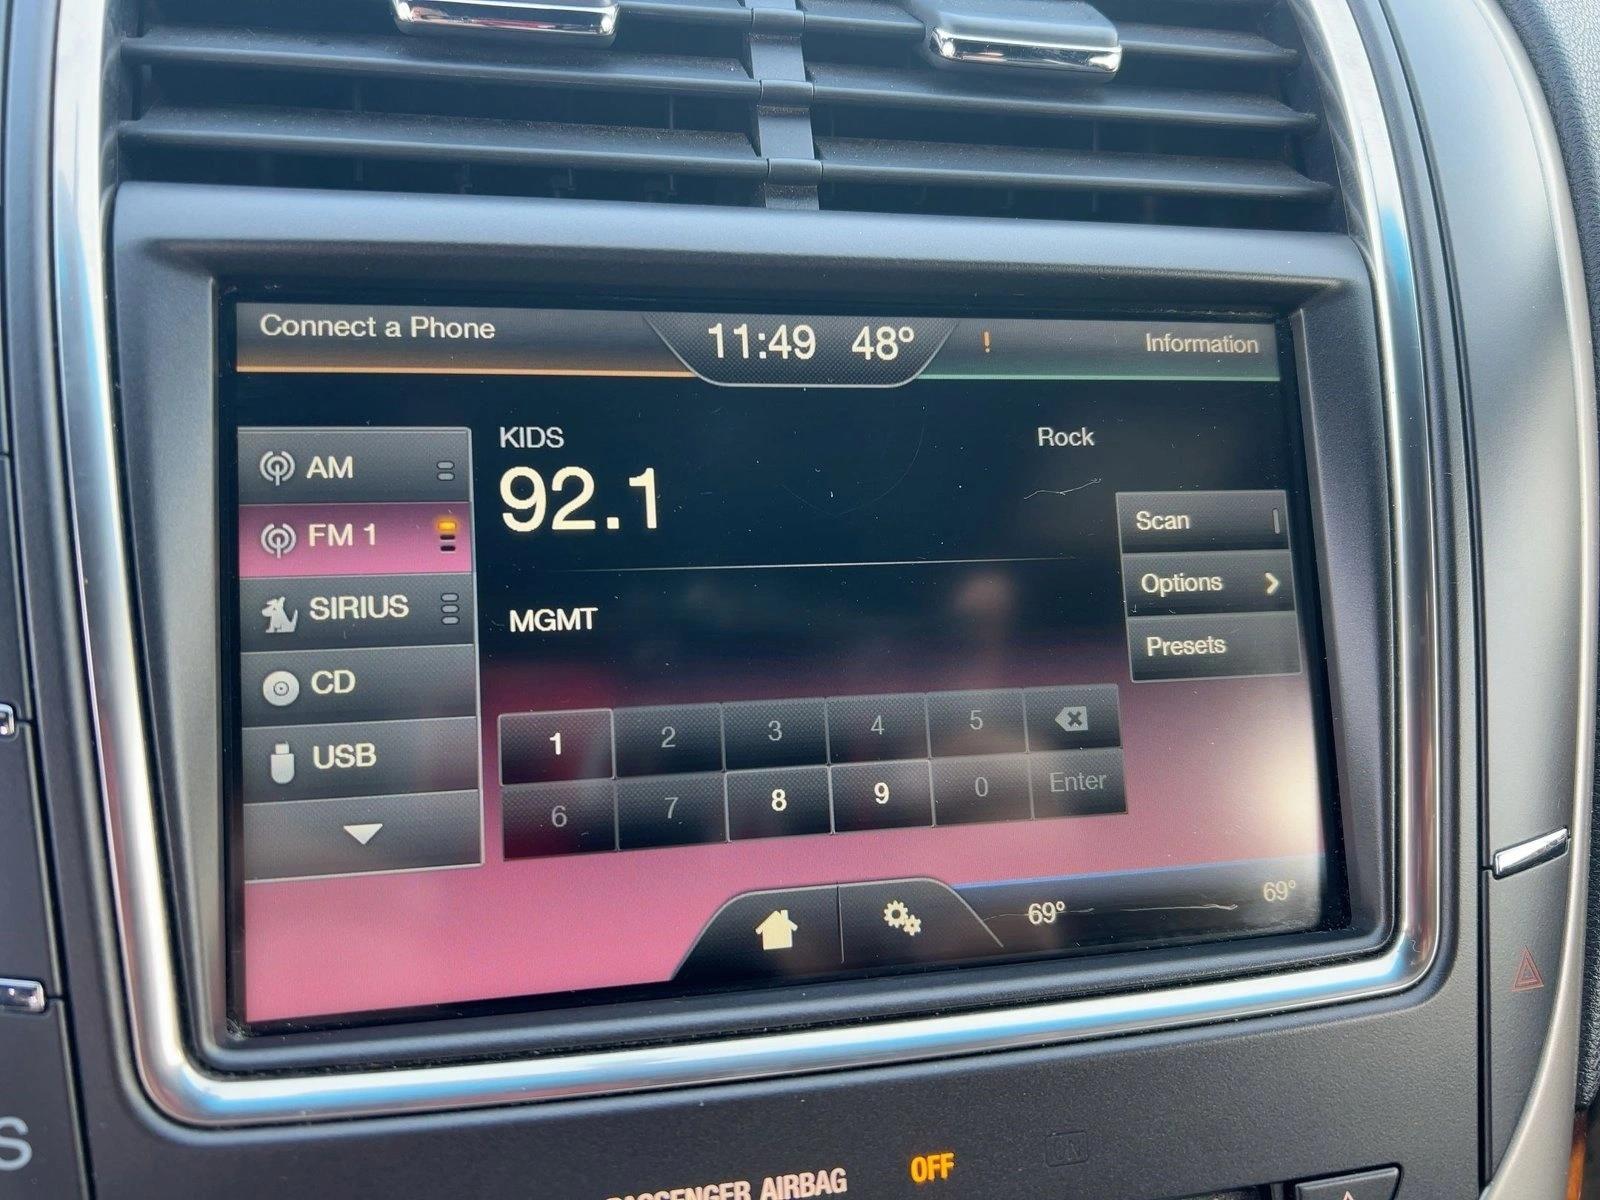 Connect a Phone
11:49 48°
!
Information
AM
FM 1
SIRIUS
CD
USB
KIDS
92.1
Rock
MGMT
Scan
Options
Presets
1 2 3 4 5
6 7 8 9 0 Enter
69°
69°
S
PASSENGER AIRBAG OFF
ON